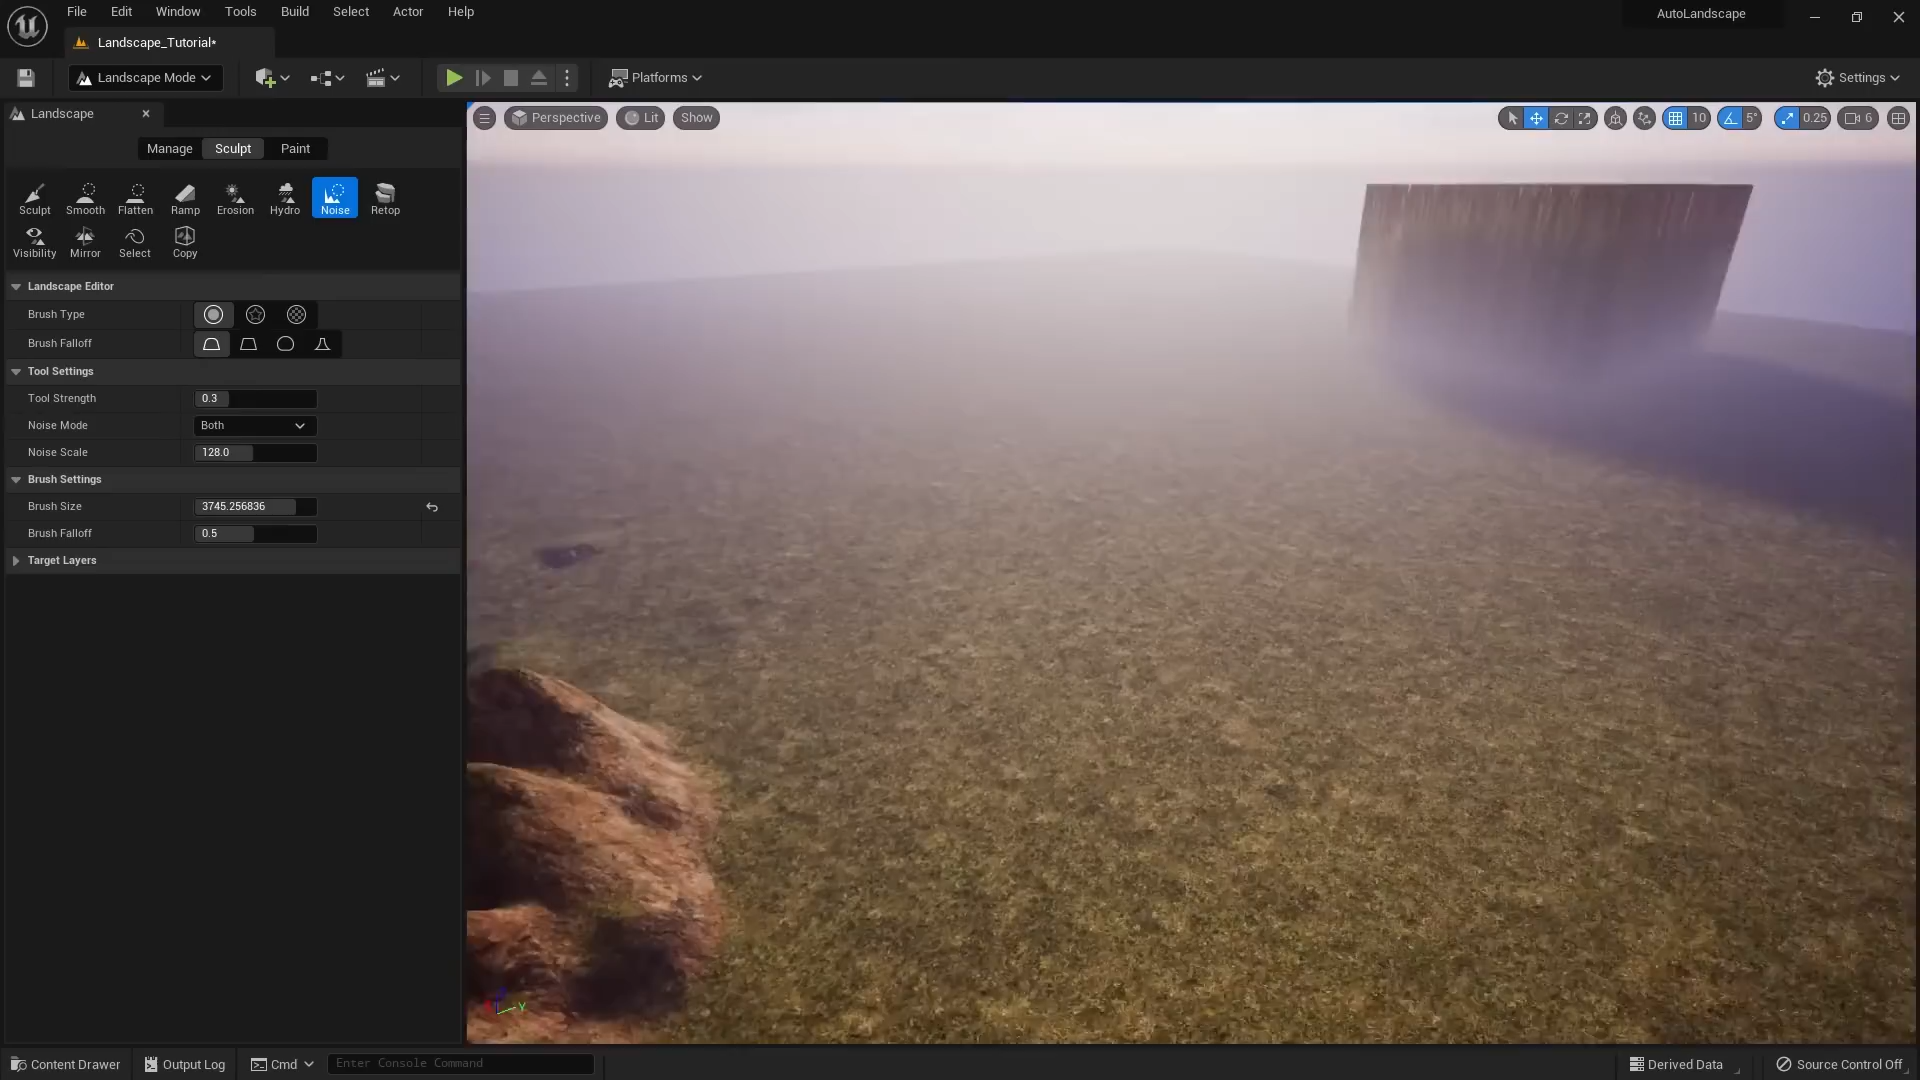 File Edit Window Tools Build Select Actor Help
AutoLandscape
Landscape_Tutorial*
Landscape Mode
Platforms
Settings
Landscape
Perspective Lit Show
10 5° 0.25 6
Manage Sculpt Paint
Sculpt Smooth Flatten Ramp Erosion Hydro Noise Retop
Visibility Mirror Select Copy
Landscape Editor
Brush Type
Brush Falloff
Tool Settings
Tool Strength 0.3
Noise Mode Both
Noise Scale 128.0
Brush Settings
Brush Size 3745.256836
Brush Falloff 0.5
Target Layers
Y
Content Drawer Output Log Cmd Enter Console Command Derived Data Source Control Off